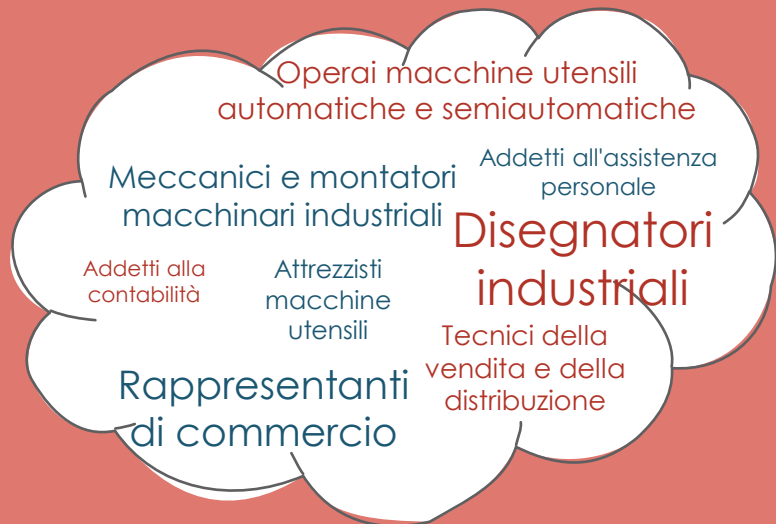 Operai macchine utensili
automatiche e semiautomatiche
Meccanici e montatori
macchinari industriali
Addetti all'assistenza
personale
Disegnatori
industriali
Addetti alla
contabilità
Attrezzisti
macchine
utensili
Tecnici della
vendita e della
distribuzione
Rappresentanti
di commercio